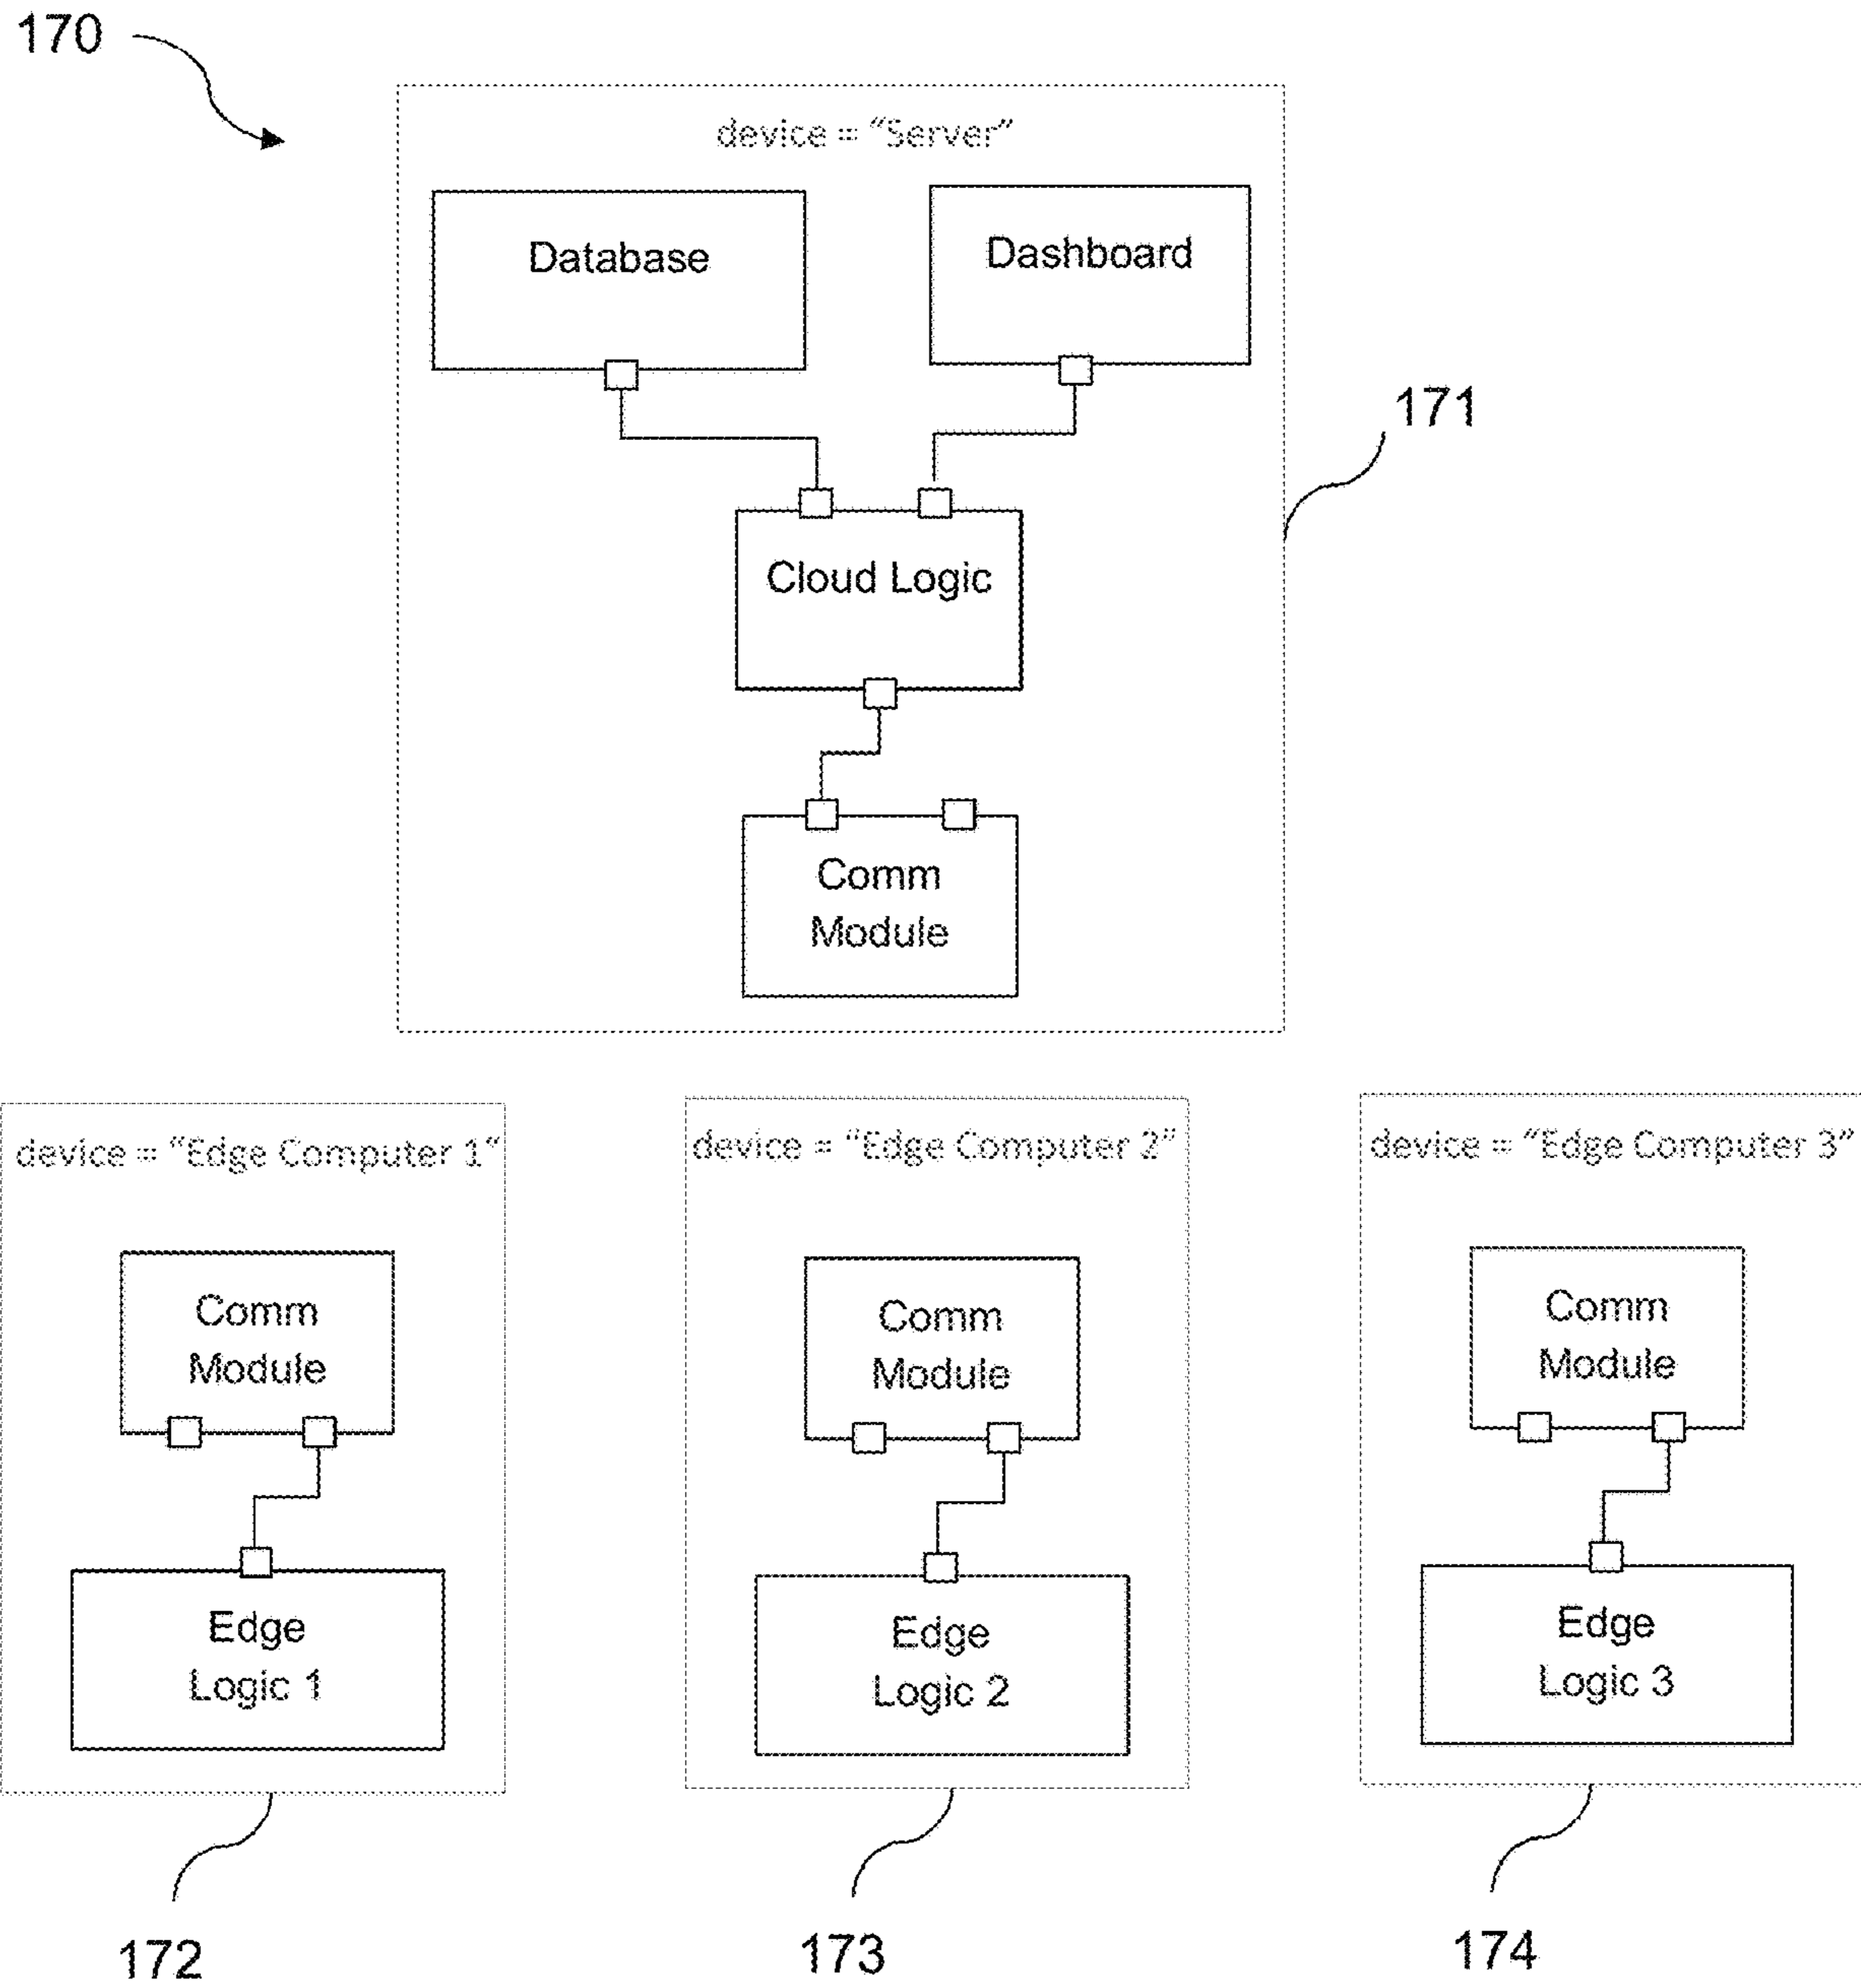 170
device = “Server”
Database
Dashboard
171
Cloud Logic
Comm
Module
device = “Edge Computer 1“
device = “Edge Computer 2”
device = “Edge Computer 3”
Comm
Module
Comm
Module
Comm
Module
Edge
Logic 1
Edge
Logic 2
Edge
Logic 3
172
173
174